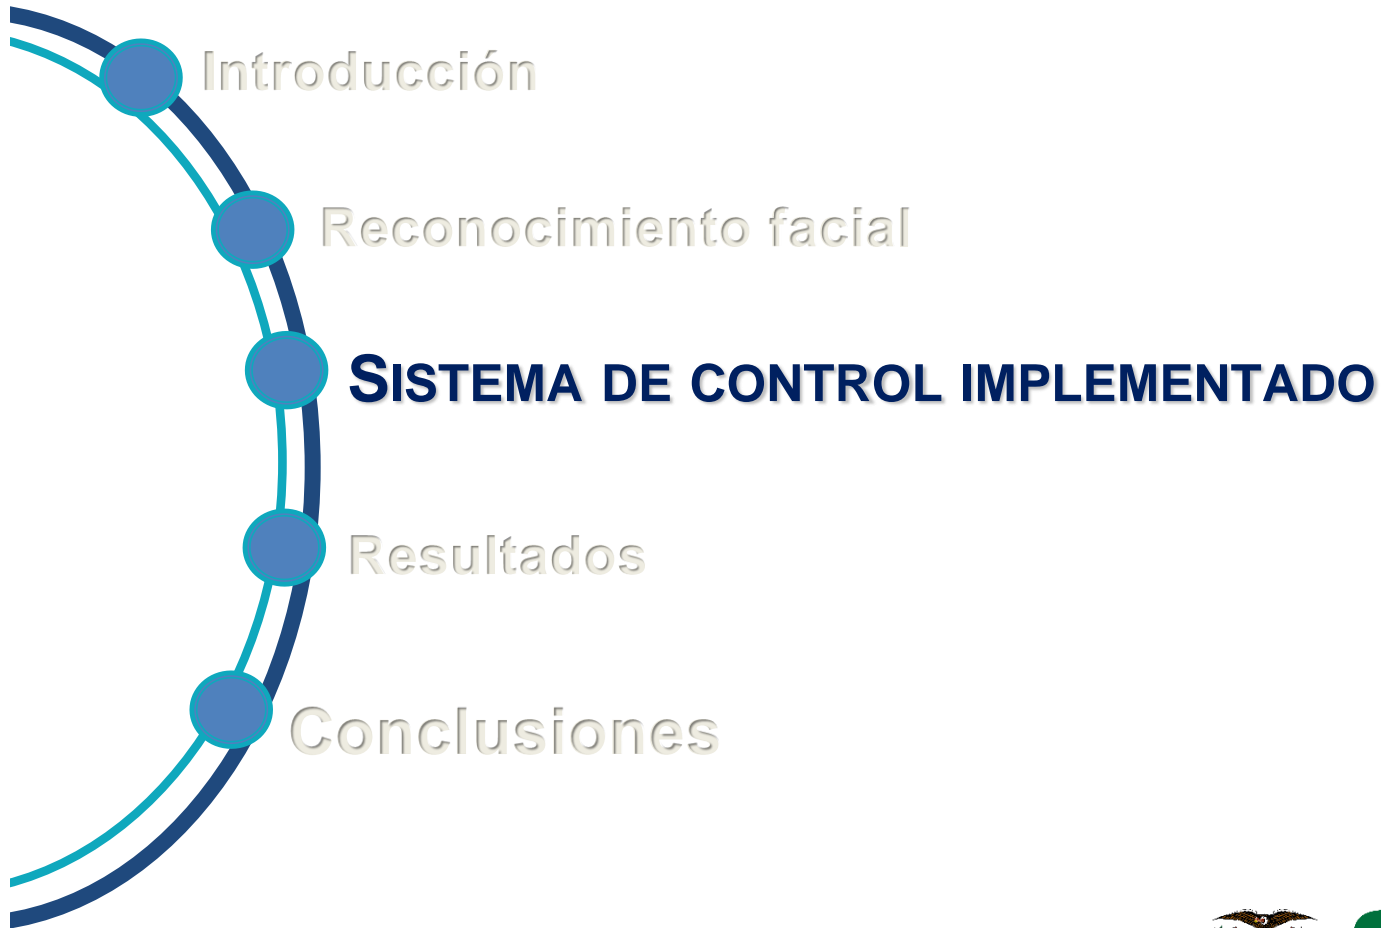 Introducción
Reconocimiento facial
SISTEMA DE CONTROL IMPLEMENTADO
Resultados
Conclusiones